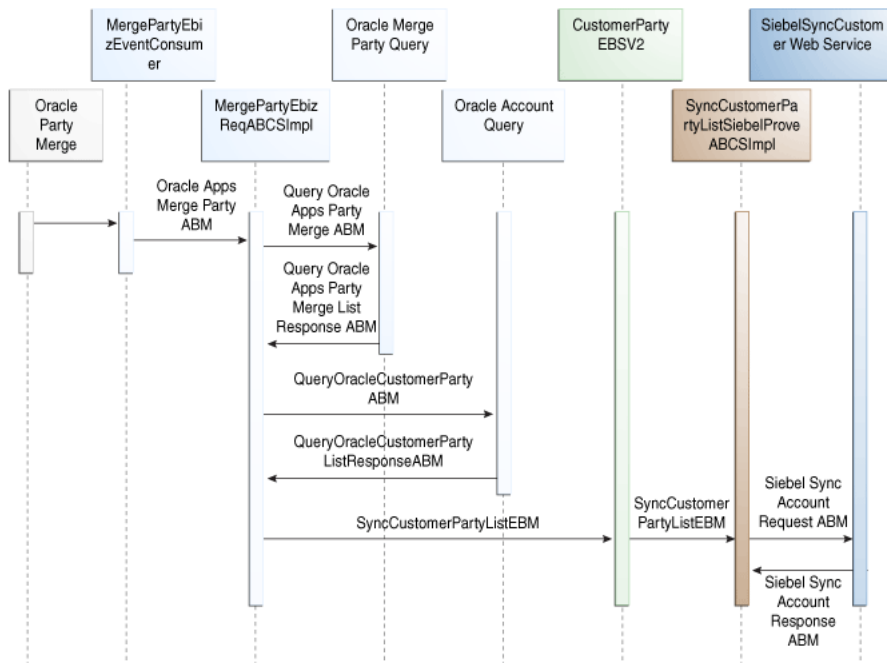 MergePartyEbi
zEventConsum
er
Oracle Merge
Party Query
CustomerParty
EBSV2
SiebelSyncCustom
er Web Service
Oracle
Party
Merge
MergePartyEbiz
ReqABCSImpl
Oracle Account
Query
SyncCustomerPa
rtyListSiebelProve
ABCSImpl
Oracle Apps
Merge Party
ABM
Query Oracle
Apps Party
Merge ABM
Query Oracle
Apps Party
Merge List
Response ABM
QueryOracleCustomerParty
ABM
QueryOracleCustomerParty
ListResponseABM
SyncCustomerPartyListEBM
SyncCustomer
PartyListEBM
Siebel Sync
Account
Request ABM
Siebel Sync
Account
Response
ABM